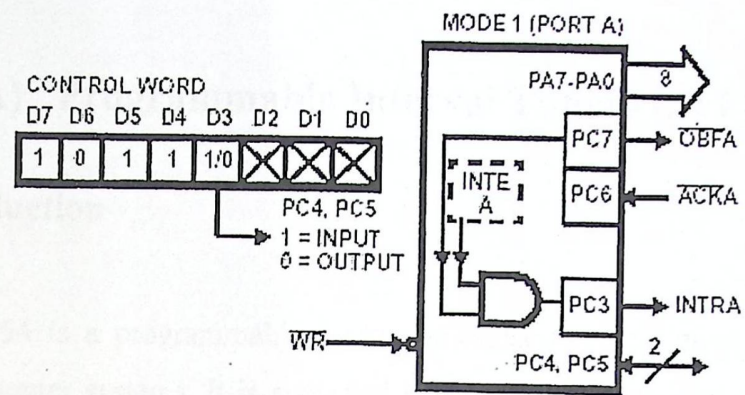 MODE 1 (PORT A)
CONTROL WORD
D7 D6 D5 D4 D3 D2 D1 D0
1 0 1 1 1/0
PC4, PC5
1 = INPUT
0 = OUTPUT
PA7-PA0
8
PC7
OBFA
INTE
A
PC6
ACKA
PC3
INTRA
WR
PC4, PC5
2